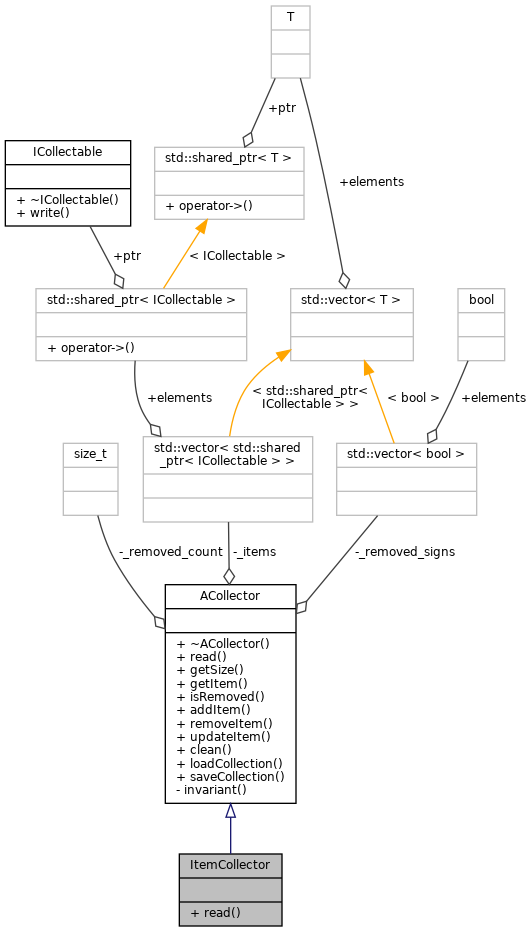 T
+ptr
ICollectable
+ ~ICollectable()
+ write()
std::shared_ptr< T >
+ operator->()
+elements
+ptr
< ICollectable >
std::shared_ptr< ICollectable >
+ operator->()
std::vector< T >
bool
+elements
< std::shared_ptr<
ICollectable > >
< bool >
+elements
size_t
std::vector< std::shared
_ptr< ICollectable > >
std::vector< bool >
-_removed_count
-_items
-_removed_signs
ACollector
+ ~ACollector()
+ read()
+ getSize()
+ getItem()
+ isRemoved()
+ addItem()
+ removeItem()
+ updateItem()
+ clean()
+ loadCollection()
+ saveCollection()
- invariant()
ItemCollector
+ read()